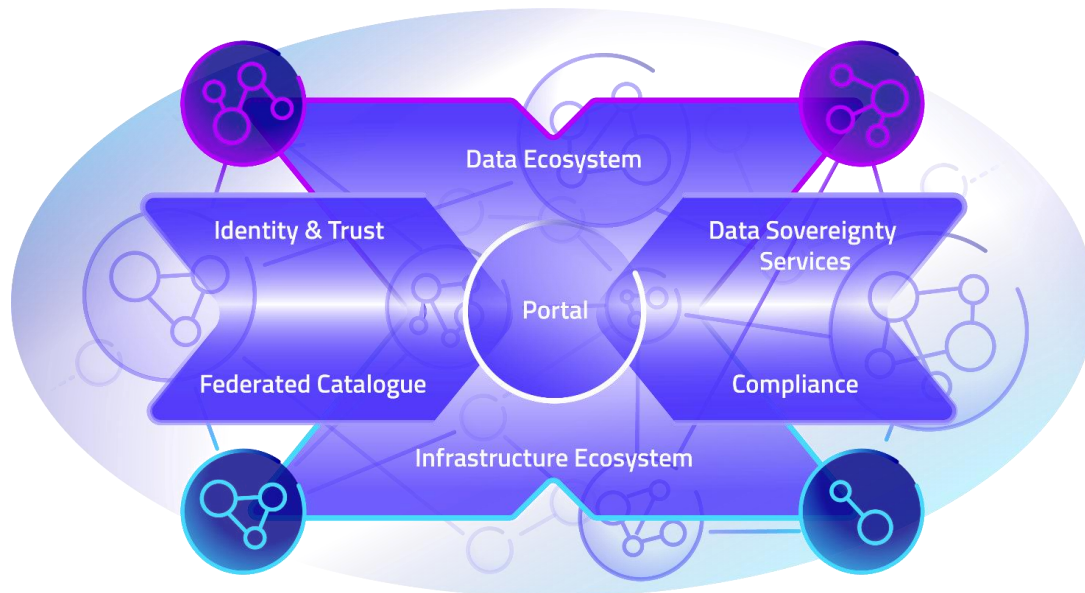 Data Ecosystem
Identity & Trust
Data Sovereignty
Services
Portal
Federated Catalogue
Compliance
Infrastructure Ecosystem